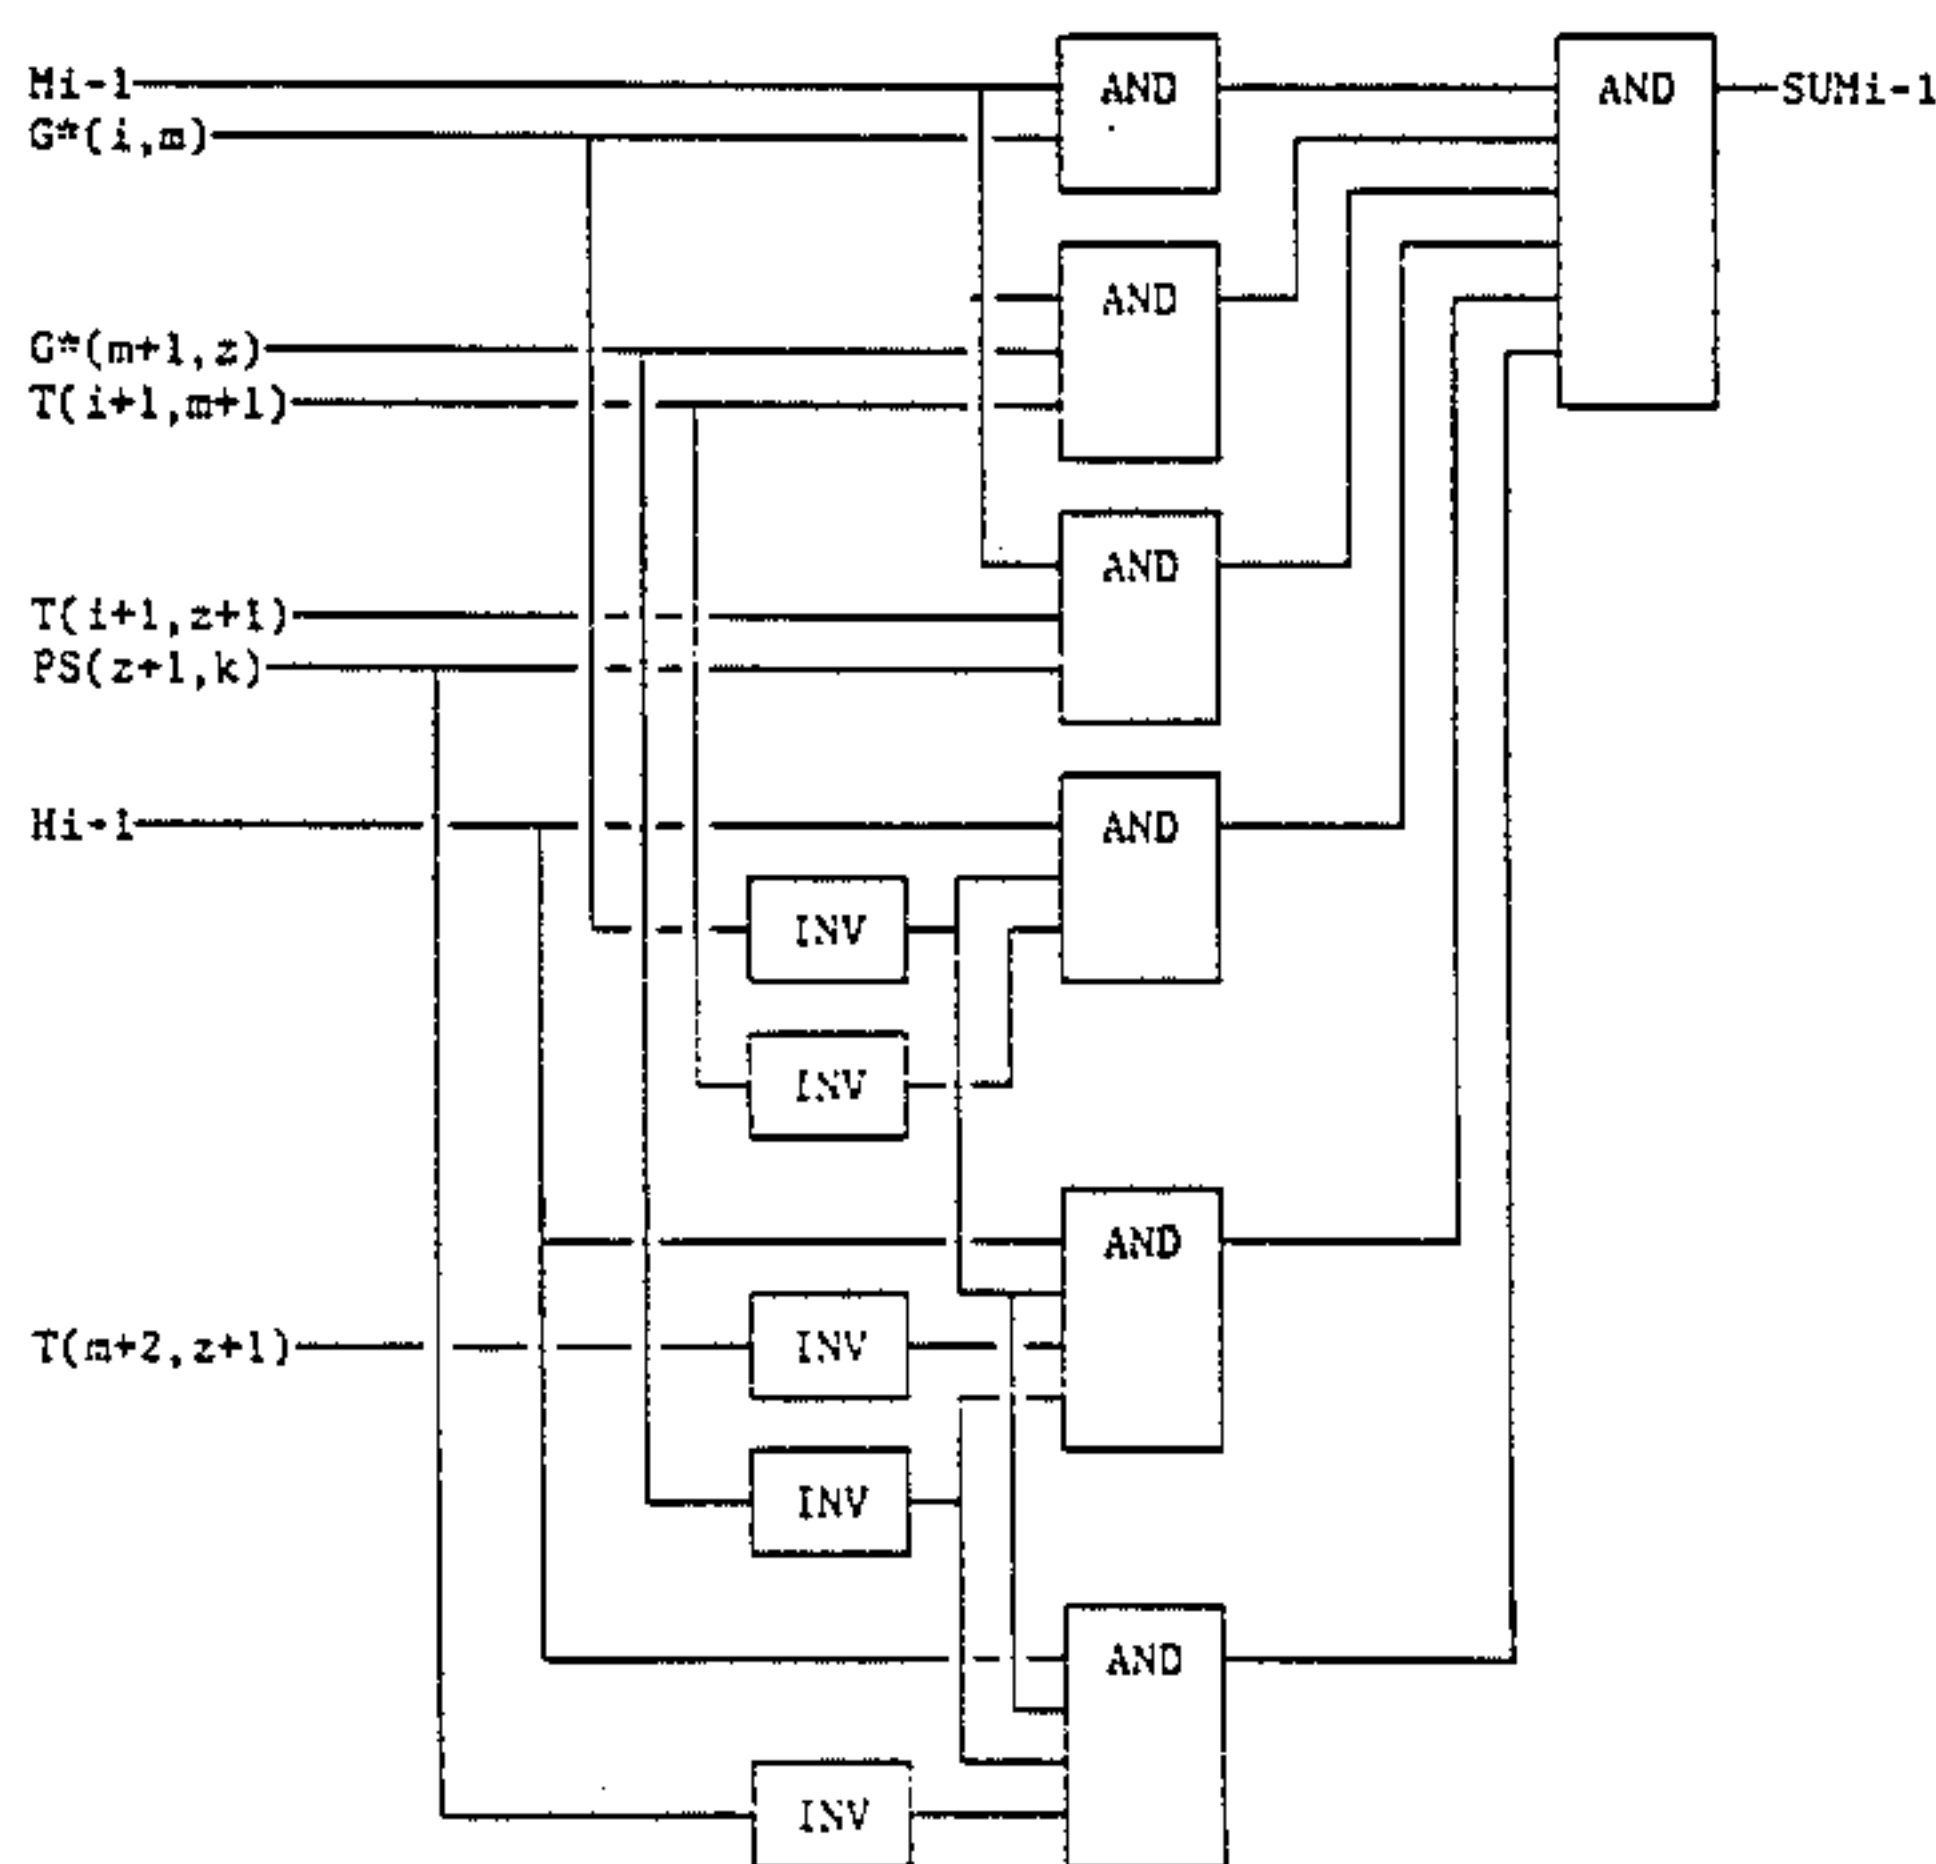 Mi-1
AND
AND
SUMi-1
G*(i,m)
AND
G*(m+1,z)
T(i+1,m+1)
AND
T(i+1,z+1)
PS(z+1,k)
Hi-1
AND
INV
INV
AND
T(m+2,z+1)
INV
INV
AND
INV